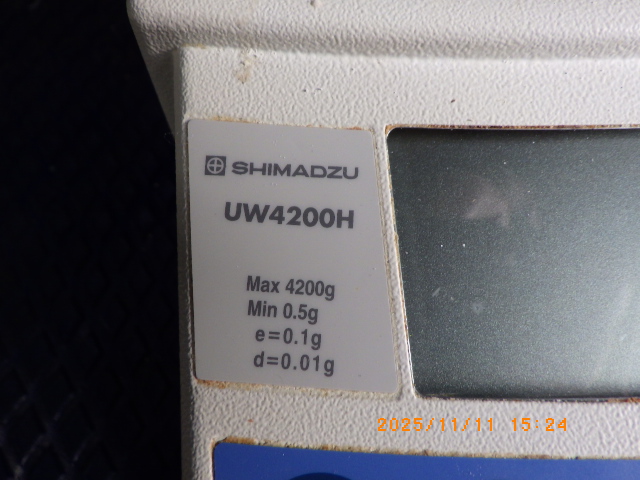 SHIMADZU
UW4200H
Max 4200g
Min 0.5g
e=0.1g
d=0.01g
2025/11/11 15:24